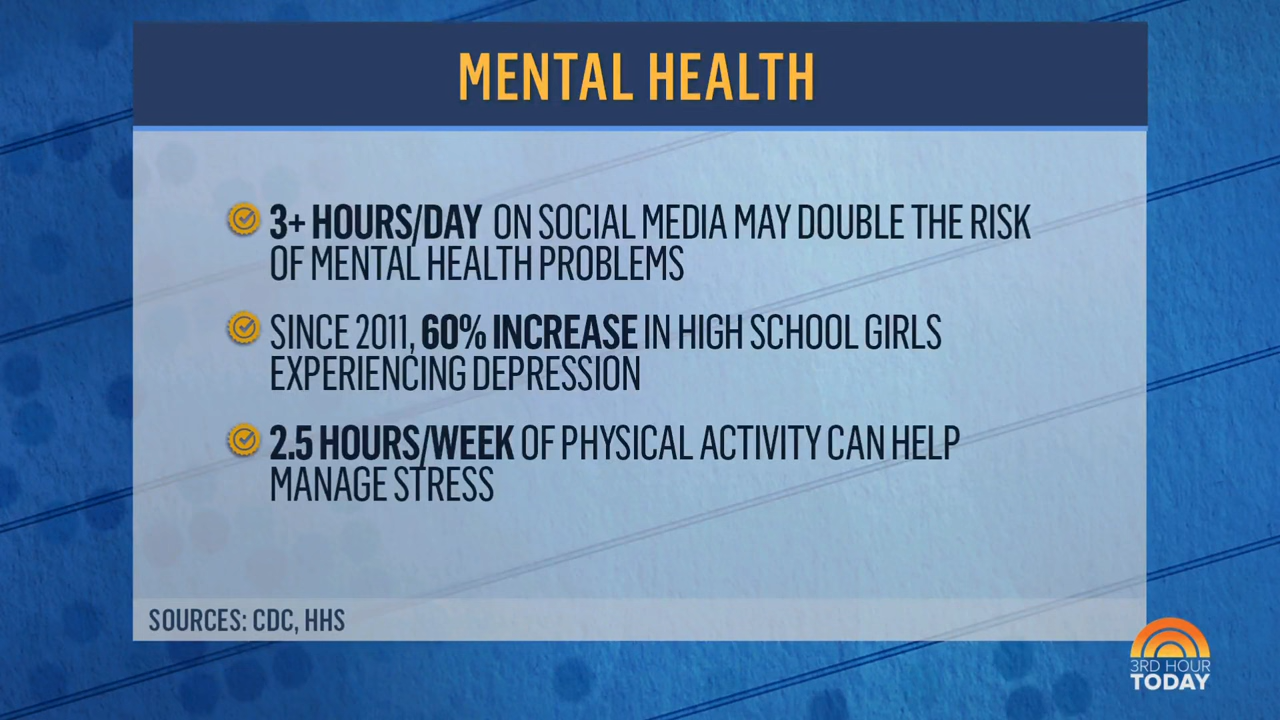 MENTAL HEALTH
3+ HOURS/DAY ON SOCIAL MEDIA MAY DOUBLE THE RISK
OF MENTAL HEALTH PROBLEMS
SINCE 2011, 60% INCREASE IN HIGH SCHOOL GIRLS
EXPERIENCING DEPRESSION
2.5 HOURS/WEEK OF PHYSICAL ACTIVITY CAN HELP
MANAGE STRESS
SOURCES: CDC, HHS
3RD HOUR
TODAY